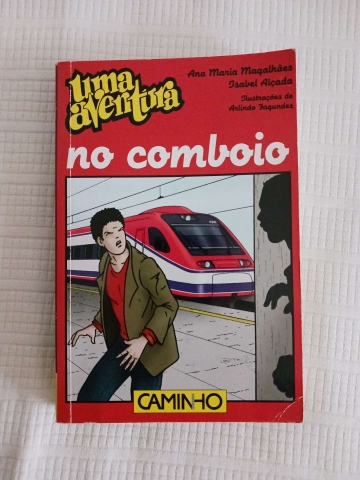 uma
aventura
Ana Maria Magalhães
Isabel Alçada
Ilustrações de
Arlindo Fagundes
no comboio
CAMINHO